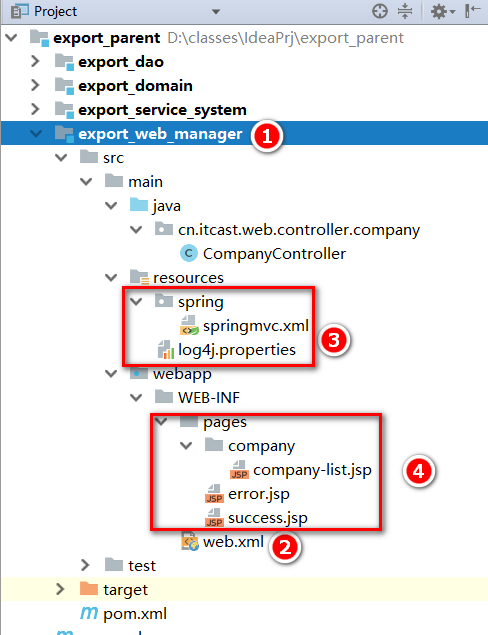 Project
export_parent D:\classes\IdeaPrj\export_parent
export_dao
export_domain
export_service_system
export_web_manager 1
src
main
java
cn.itcast.web.controller.company
C CompanyController
resources
spring
springmvc.xml
3
log4j.properties
webapp
WEB-INF
pages
company
4
JSP company-list.jsp
JSP error.jsp
JSP success.jsp
web.xml 2
test
target
m pom.xml